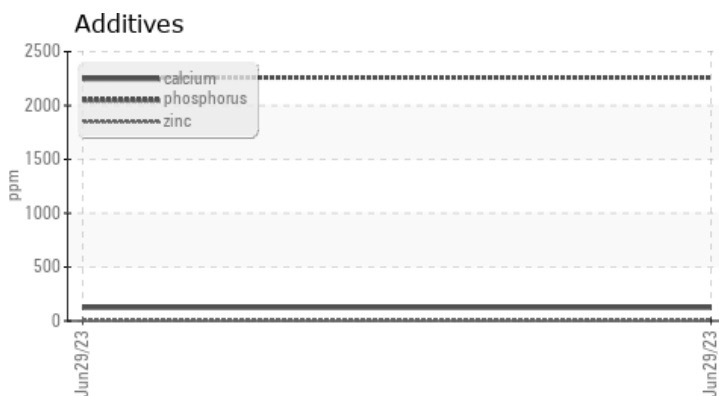 Additives
2500
2000
1500
1000
500
0
ppm
calcium
phosphorus
zinc
Jun29/23
Jun29/23